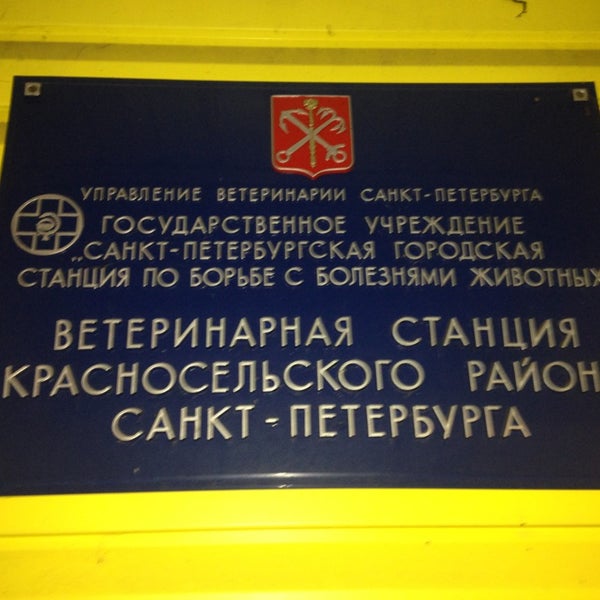 УПРАВЛЕНИЕ ВЕТЕРИНАРИИ САНКТ-ПЕТЕРБУРГА
ГОСУДАРСТВЕННОЕ УЧРЕЖДЕНИЕ
„САНКТ-ПЕТЕРБУРГСКАЯ ГОРОДСКАЯ
СТАНЦИЯ ПО БОРЬБЕ С БОЛЕЗНЯМИ ЖИВОТНЫХ
ВЕТЕРИНАРНАЯ СТАНЦИЯ
КРАСНОСЕЛЬСКОГО РАЙОН
САНКТ-ПЕТЕРБУРГА